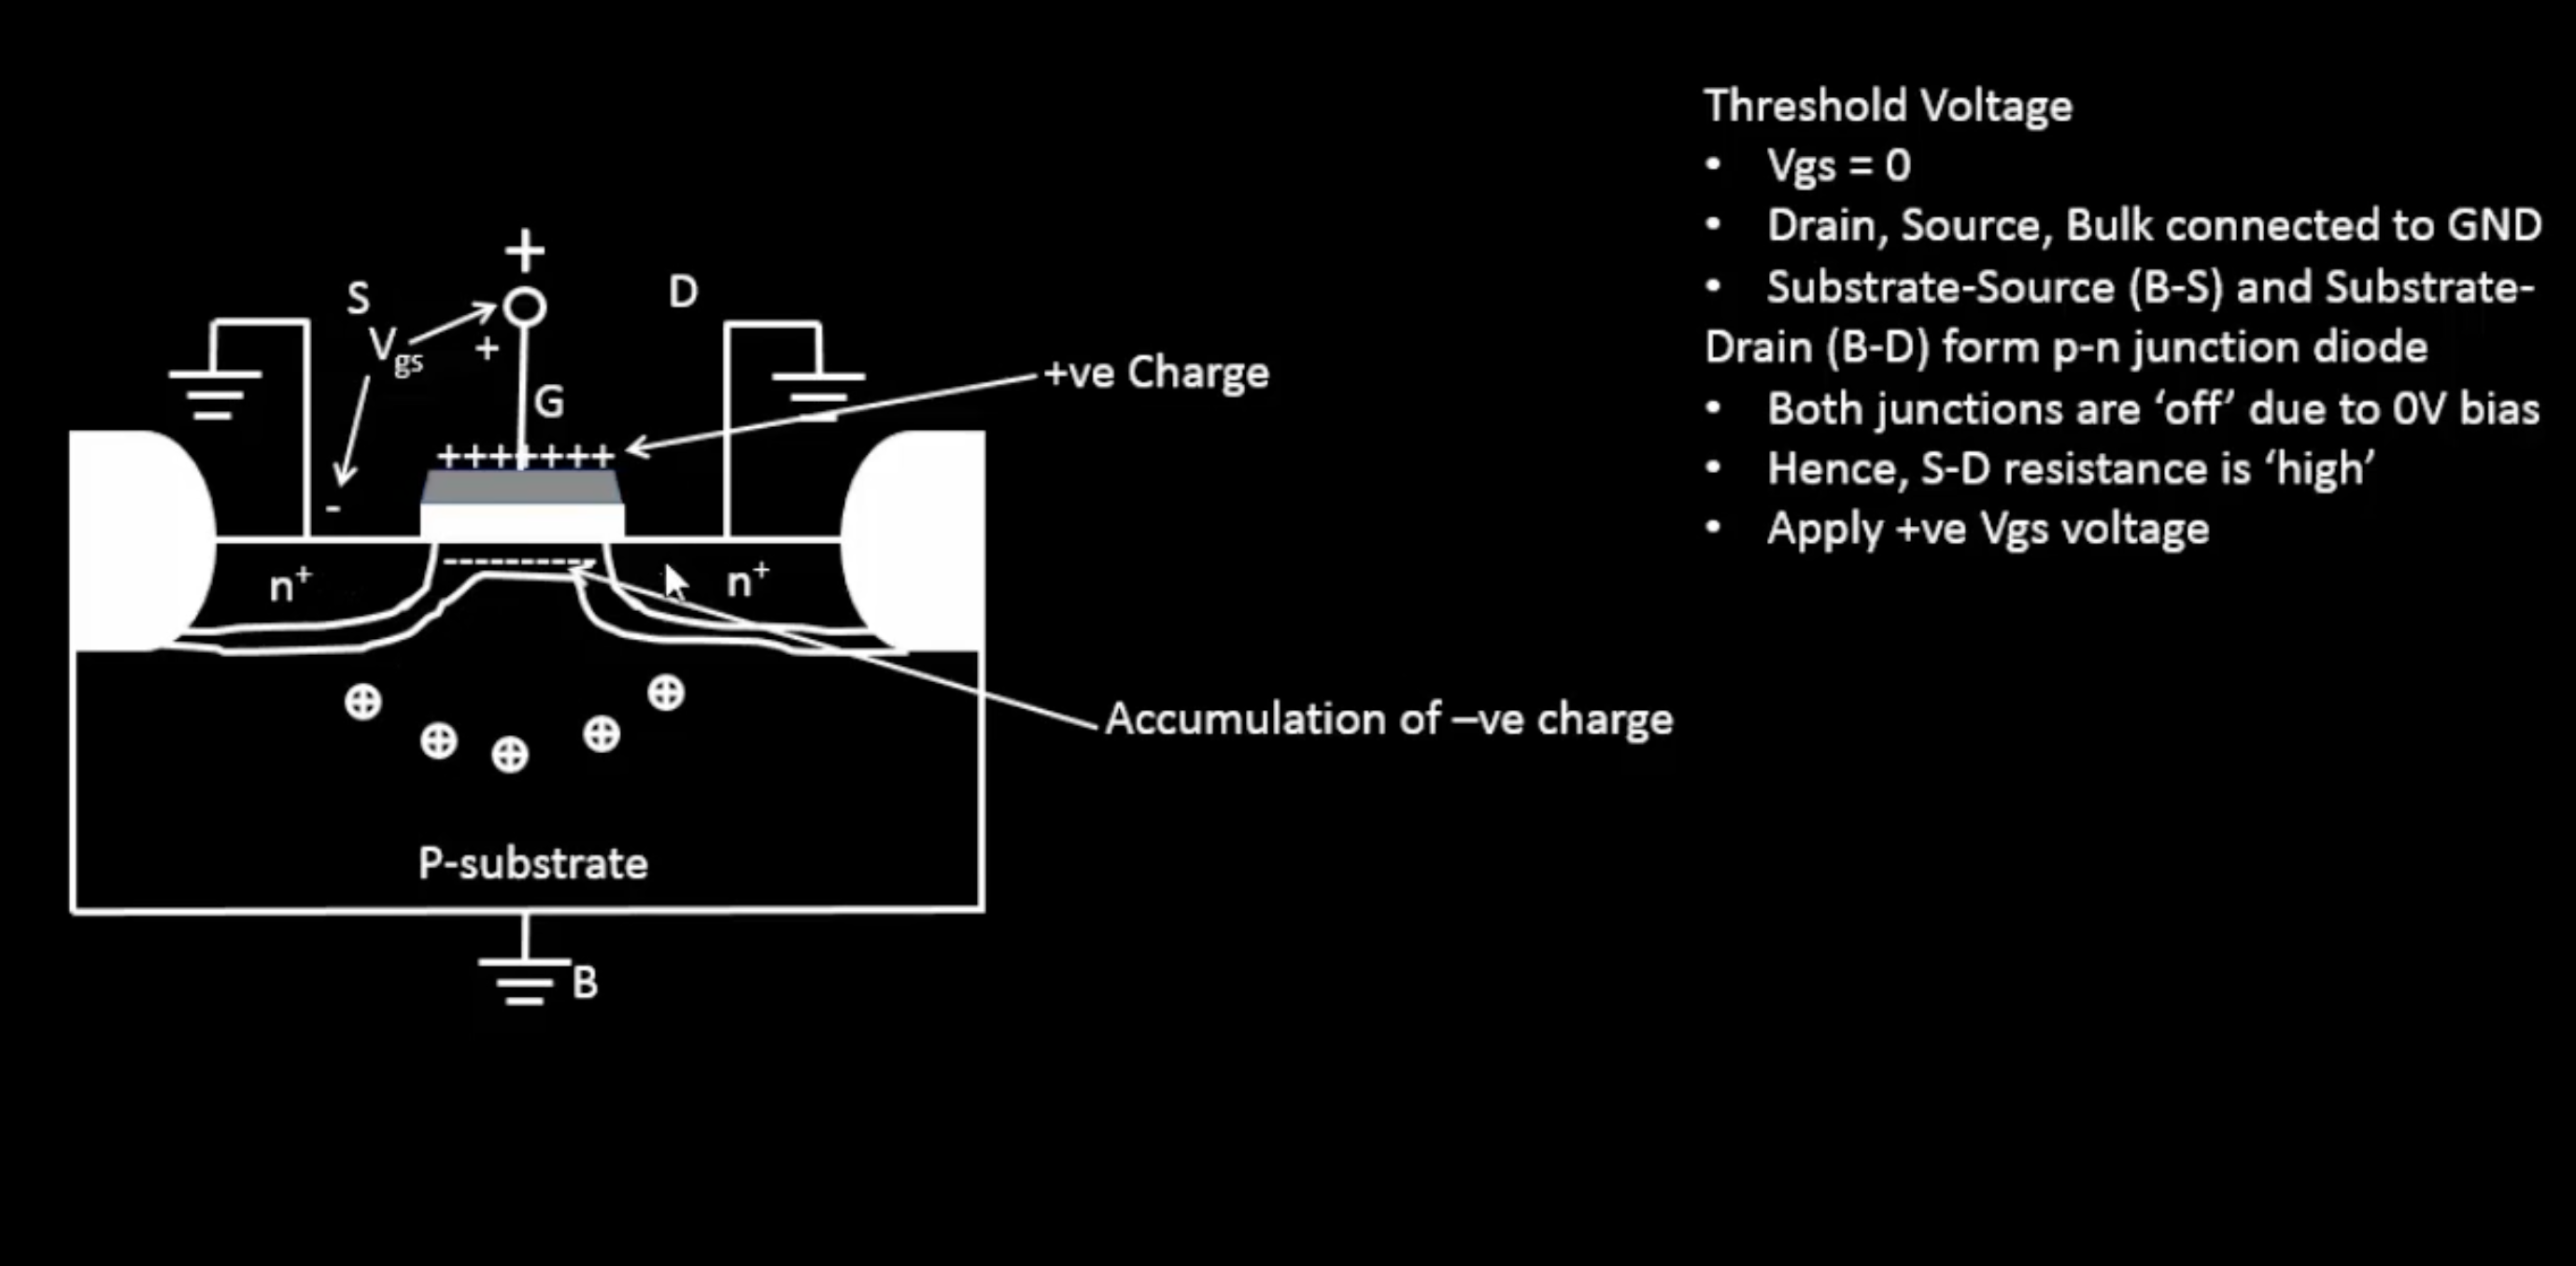 Threshold Voltage
• Vgs = 0
• Drain, Source, Bulk connected to GND
• Substrate-Source (B-S) and Substrate-
Drain (B-D) form p-n junction diode
• Both junctions are ‘off’ due to 0V bias
• Hence, S-D resistance is ‘high’
• Apply +ve Vgs voltage
+
S
D
Vgs
+
G
+ve Charge
+++++++
-
----------
n+
n+
Accumulation of –ve charge
P-substrate
B